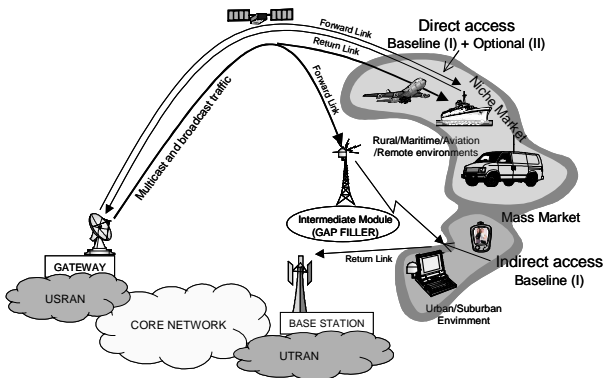 Forward Link
Return Link
Direct access
Baseline (I) + Optional (II)
Forward Link
Multicast and broadcast traffic
Niche Market
Rural/Maritime/Aviation
/Remote environments
Mass Market
Intermediate Module
(GAP FILLER)
Indirect access
Baseline (I)
Return Link
Urban/Suburban
Envirnment
GATEWAY
USRAN
CORE NETWORK
BASE STATION
UTRAN